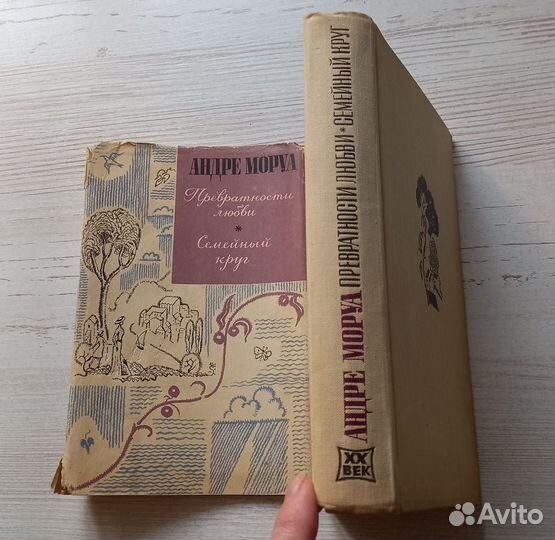 АНДРЕ МОРУА
Превратности
любви
*
Семейный
круг
АНДРЕ МОРУА ПРЕВРАТНОСТИ ЛЮБВИ * СЕМЕЙНЫЙ КРУГ
XX
ВЕК
Avito